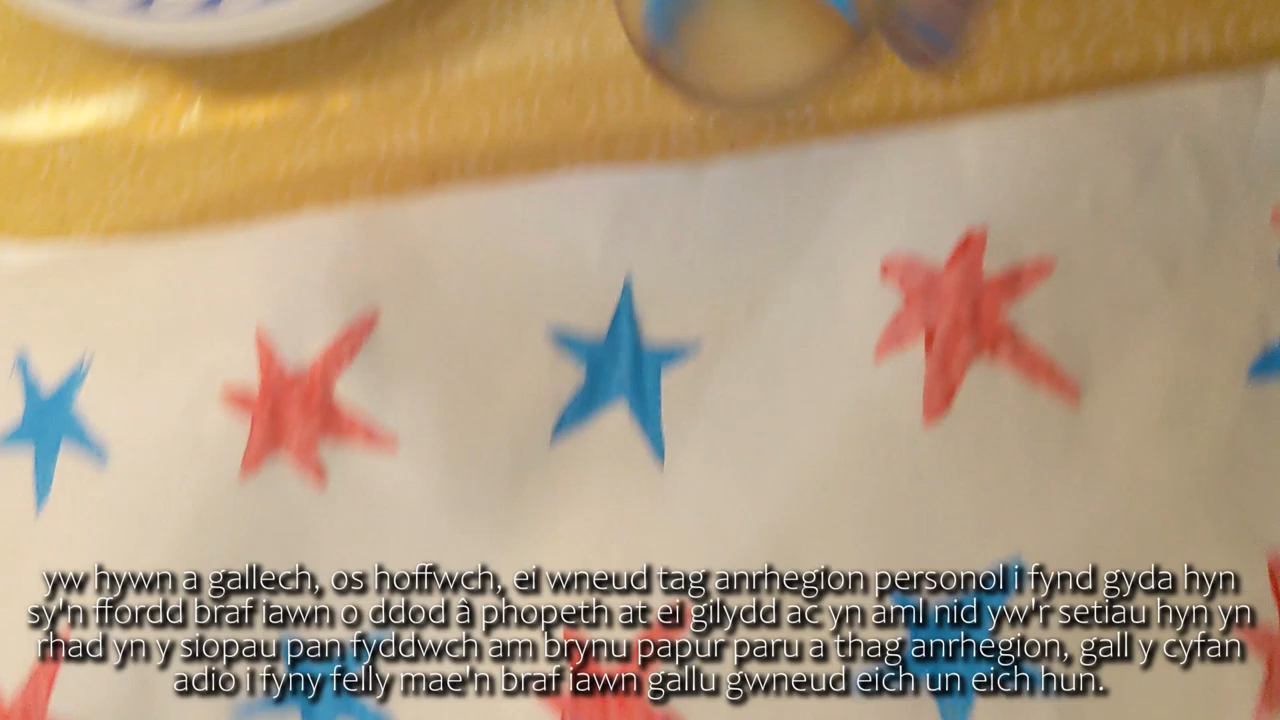 yw hywn a gallech, os hoffwch, ei wneud tag anrhegion personol i fynd gyda hyn
sy'n ffordd braf iawn o ddod â phopeth at ei gilydd ac yn aml nid yw'r setiau hyn yn
rhad yn y siopau pan fyddwch am brynu papur paru a thag anrhegion, gall y cyfan
adio i fyny felly mae'n braf iawn gallu gwneud eich un eich hun.